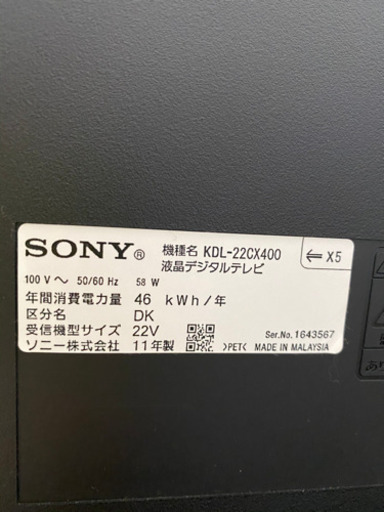 SONY® 機種名 KDL-22CX400
液晶デジタルテレビ
⇐ X5
100 V ～ 50/60 Hz 58 W
年間消費電力量 46 kWh/年
区分名 DK
受信機型サイズ 22V
ソニー株式会社 11年製
Ser.No. 1643567
>PET< MADE IN MALAYSIA
あり